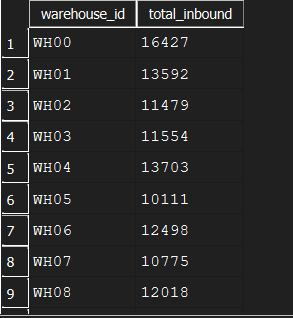 warehouse_id total_inbound
1 WH00 16427
2 WH01 13592
3 WH02 11479
4 WH03 11554
5 WH04 13703
6 WH05 10111
7 WH06 12498
8 WH07 10775
9 WH08 12018